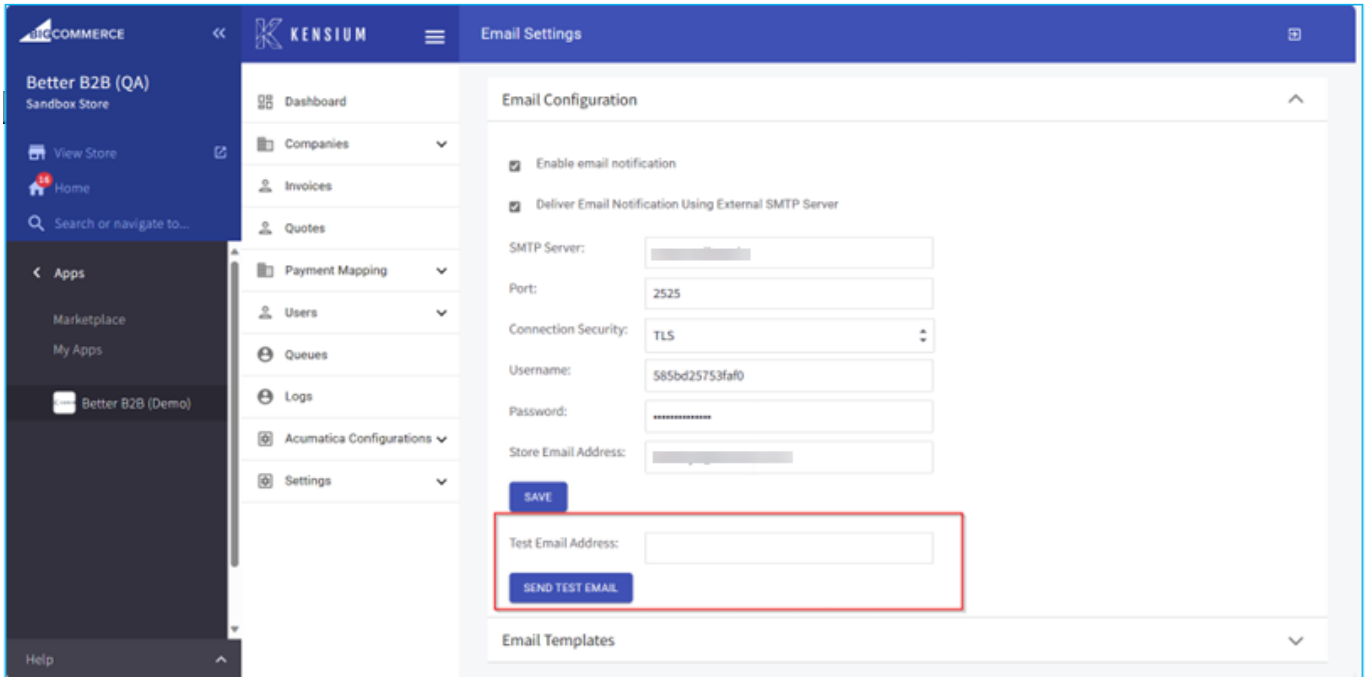 BIGCOMMERCE
Better B2B (QA)
Sandbox Store
View Store
16
Home
Search or navigate to...
Apps
Marketplace
My Apps
Better B2B (Demo)
Help
KENSIUM
Dashboard
Companies
Invoices
Quotes
Payment Mapping
Users
Queues
Logs
Acumatica Configurations
Settings
Email Settings
Email Configuration
Enable email notification
Deliver Email Notification Using External SMTP Server
SMTP Server:
Port: 2525
Connection Security: TLS
Username: 585bd25753faf0
Password: ••••••••••••••
Store Email Address:
SAVE
Test Email Address:
SEND TEST EMAIL
Email Templates